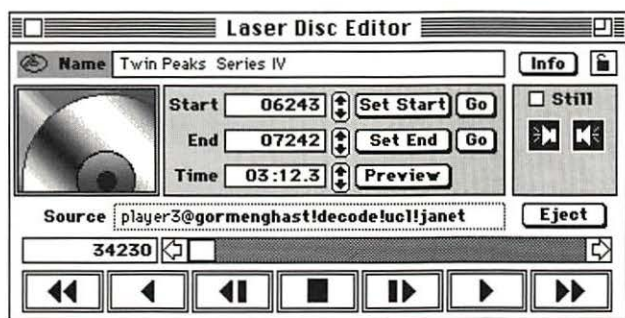 Laser Disc Editor
Name Twin Peaks Series IV Info
Start 06243 Set Start Go Still
End 07242 Set End Go
Time 03:12.3 Preview
Source player3@gormenghast!decode!ucl!janet Eject
34230